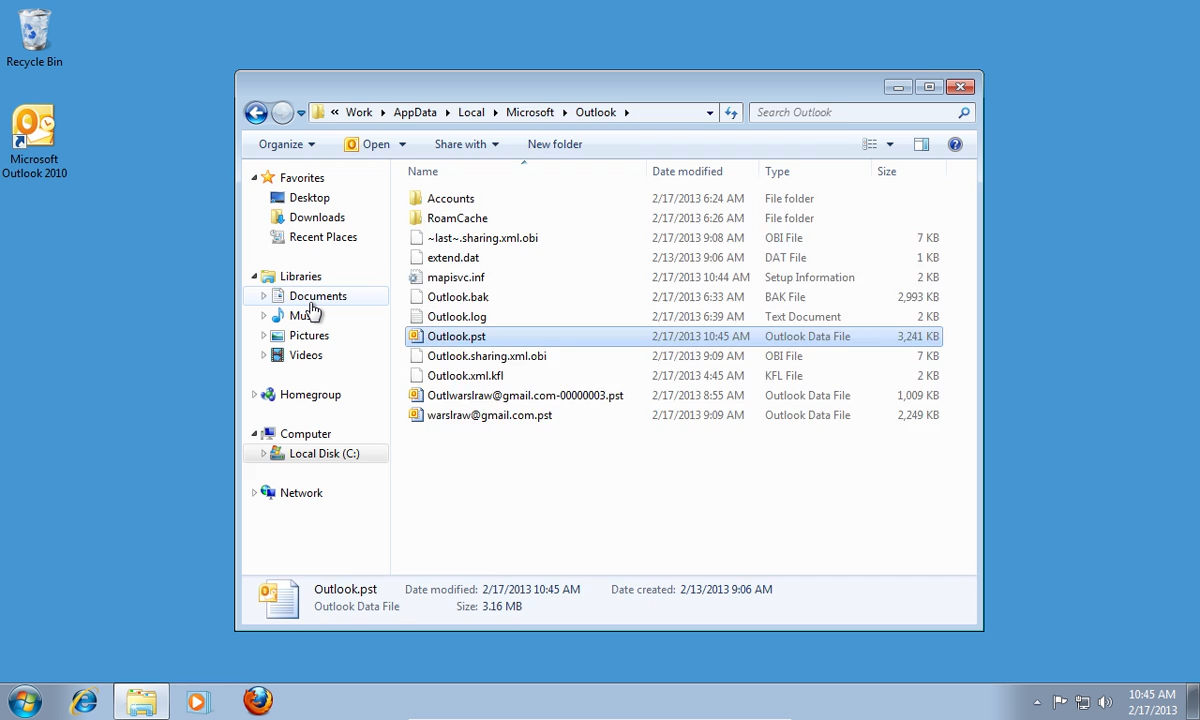 Recycle Bin
Microsoft
Outlook 2010
« Work AppData Local Microsoft Outlook
Search Outlook
Organize Open Share with New folder
Name Date modified Type Size
Favorites
Desktop
Downloads
Recent Places
Libraries
Documents
Pictures
Videos
Homegroup
Computer
Local Disk (C:)
Network
Accounts 2/17/2013 6:24 AM File folder
RoamCache 2/17/2013 6:26 AM File folder
~last~.sharing.xml.obi 2/17/2013 9:08 AM OBI File 7 KB
extend.dat 2/13/2013 9:06 AM DAT File 1 KB
mapisvc.inf 2/17/2013 10:44 AM Setup Information 2 KB
Outlook.bak 2/17/2013 6:33 AM BAK File 2,993 KB
Outlook.log 2/17/2013 6:39 AM Text Document 2 KB
Outlook.pst 2/17/2013 10:45 AM Outlook Data File 3,241 KB
Outlook.sharing.xml.obi 2/17/2013 9:09 AM OBI File 7 KB
Outlook.xml.kfl 2/17/2013 4:45 AM KFL File 2 KB
Outlwarslraw@gmail.com-00000003.pst 2/17/2013 8:55 AM Outlook Data File 1,009 KB
warslraw@gmail.com.pst 2/17/2013 9:09 AM Outlook Data File 2,249 KB
Outlook.pst Date modified: 2/17/2013 10:45 AM Date created: 2/13/2013 9:06 AM
Outlook Data File Size: 3.16 MB
10:45 AM
2/17/2013